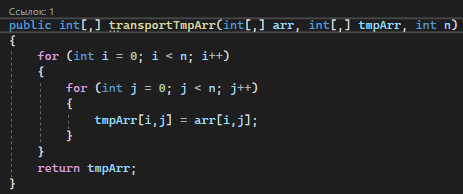 Ссылок: 1
public int[,] transportTmpArr(int[,] arr, int[,] tmpArr, int n)
{
    for (int i = 0; i < n; i++)
    {
        for (int j = 0; j < n; j++)
        {
            tmpArr[i,j] = arr[i,j];
        }
    }
    return tmpArr;
}